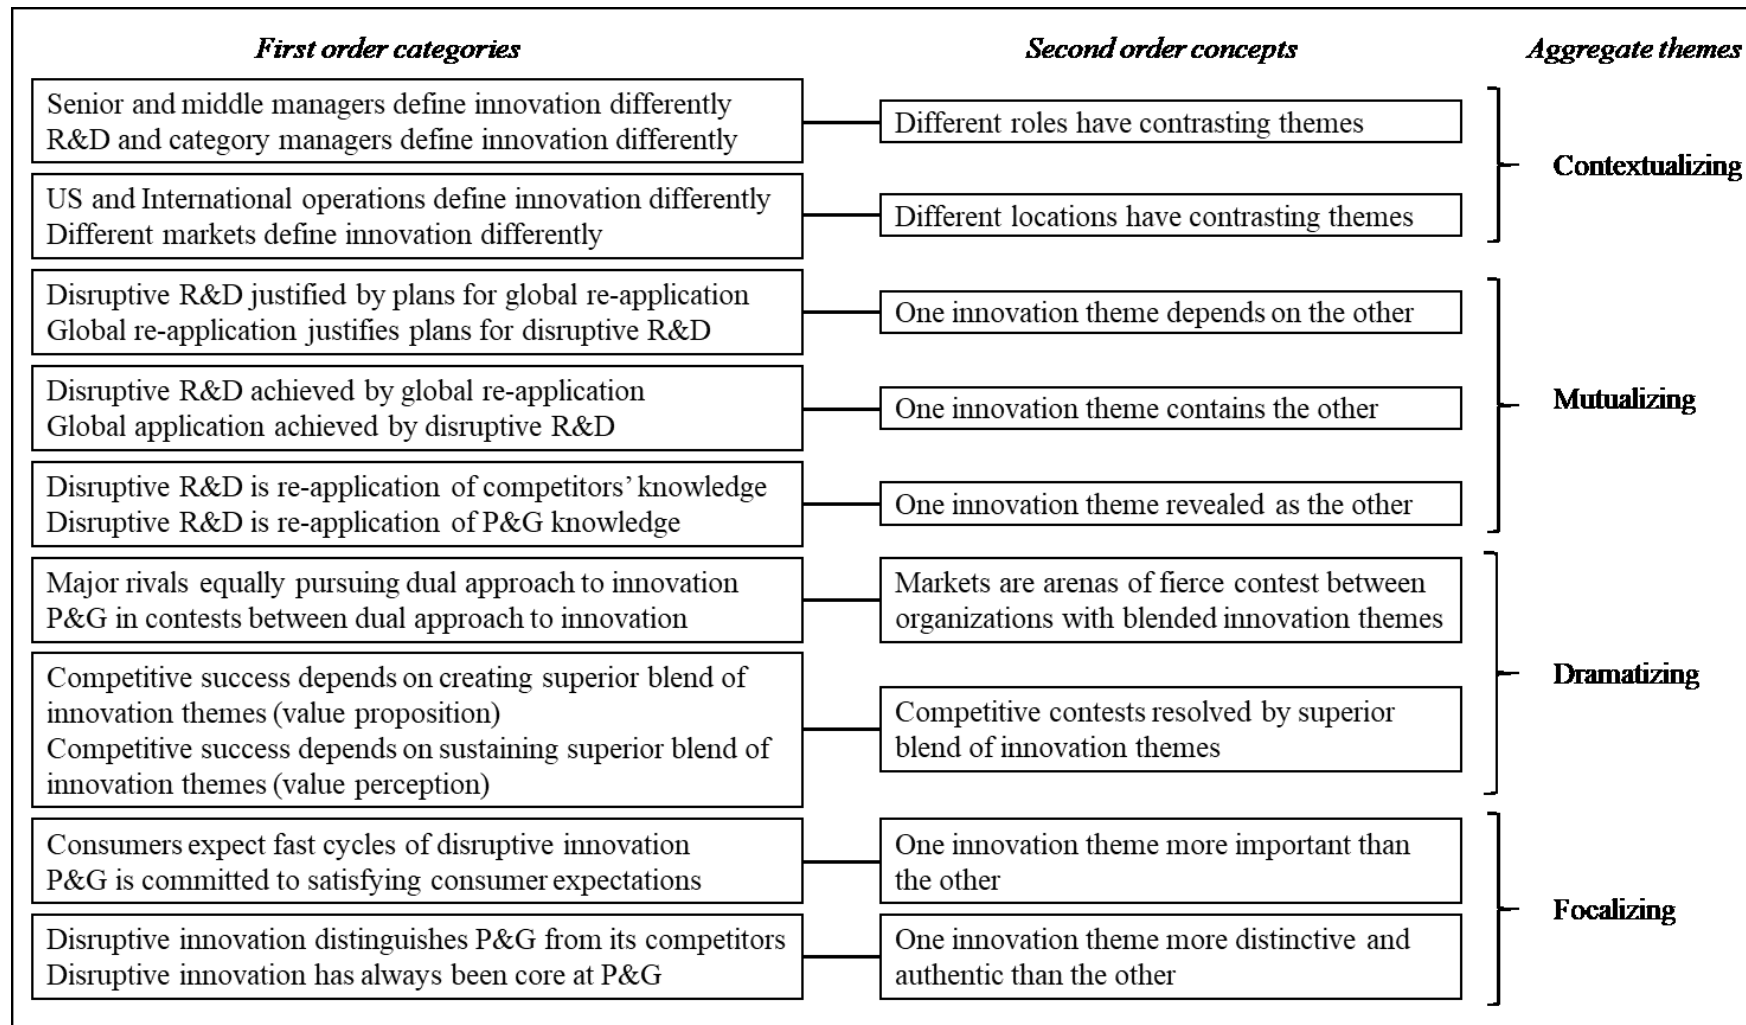 First order categories
Second order concepts
Aggregate themes
Senior and middle managers define innovation differently
R&D and category managers define innovation differently
Different roles have contrasting themes
US and International operations define innovation differently
Different markets define innovation differently
Different locations have contrasting themes
Contextualizing
Disruptive R&D justified by plans for global re-application
Global re-application justifies plans for disruptive R&D
One innovation theme depends on the other
Disruptive R&D achieved by global re-application
Global application achieved by disruptive R&D
One innovation theme contains the other
Disruptive R&D is re-application of competitors’ knowledge
Disruptive R&D is re-application of P&G knowledge
One innovation theme revealed as the other
Mutualizing
Major rivals equally pursuing dual approach to innovation
P&G in contests between dual approach to innovation
Markets are arenas of fierce contest between
organizations with blended innovation themes
Competitive success depends on creating superior blend of
innovation themes (value proposition)
Competitive success depends on sustaining superior blend of
innovation themes (value perception)
Competitive contests resolved by superior
blend of innovation themes
Dramatizing
Consumers expect fast cycles of disruptive innovation
P&G is committed to satisfying consumer expectations
One innovation theme more important than
the other
Disruptive innovation distinguishes P&G from its competitors
Disruptive innovation has always been core at P&G
One innovation theme more distinctive and
authentic than the other
Focalizing